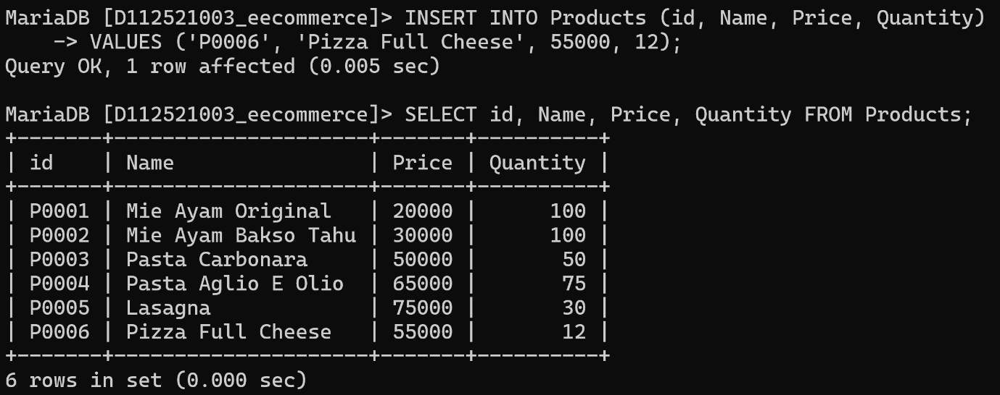 MariaDB [D112521003_eecommerce]> INSERT INTO Products (id, Name, Price, Quantity)
    -> VALUES ('P0006', 'Pizza Full Cheese', 55000, 12);
Query OK, 1 row affected (0.005 sec)

MariaDB [D112521003_eecommerce]> SELECT id, Name, Price, Quantity FROM Products;
+-------+---------------------+-------+----------+
| id    | Name                | Price | Quantity |
+-------+---------------------+-------+----------+
| P0001 | Mie Ayam Original   | 20000 |      100 |
| P0002 | Mie Ayam Bakso Tahu | 30000 |      100 |
| P0003 | Pasta Carbonara     | 50000 |       50 |
| P0004 | Pasta Aglio E Olio  | 65000 |       75 |
| P0005 | Lasagna             | 75000 |       30 |
| P0006 | Pizza Full Cheese   | 55000 |       12 |
+-------+---------------------+-------+----------+
6 rows in set (0.000 sec)